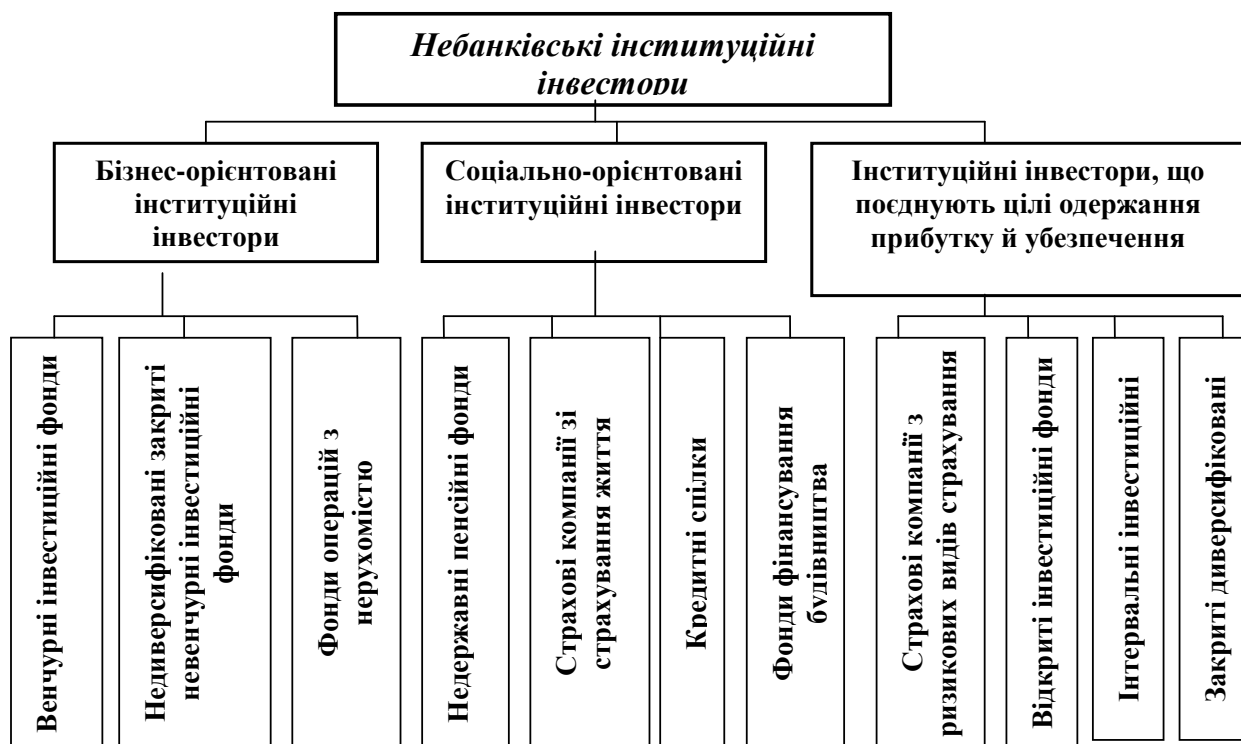 Небанківські інституційні
інвестори
Бізнес-орієнтовані
інституційні
інвестори
Соціально-орієнтовані
інституційні інвестори
Інституційні інвестори, що
поєднують цілі одержання
прибутку й убезпечення
Венчурні інвестиційні фонди
Недиверсифіковані закриті
невенчурні інвестиційні
фонди
Фонди операцій з
нерухомістю
Недержавні пенсійні фонди
Страхові компанії зі
страхування життя
Кредитні спілки
Фонди фінансування
будівництва
Страхові компанії з
ризикових видів страхування
Відкриті інвестиційні фонди
Інтервальні інвестиційні
Закриті диверсифіковані